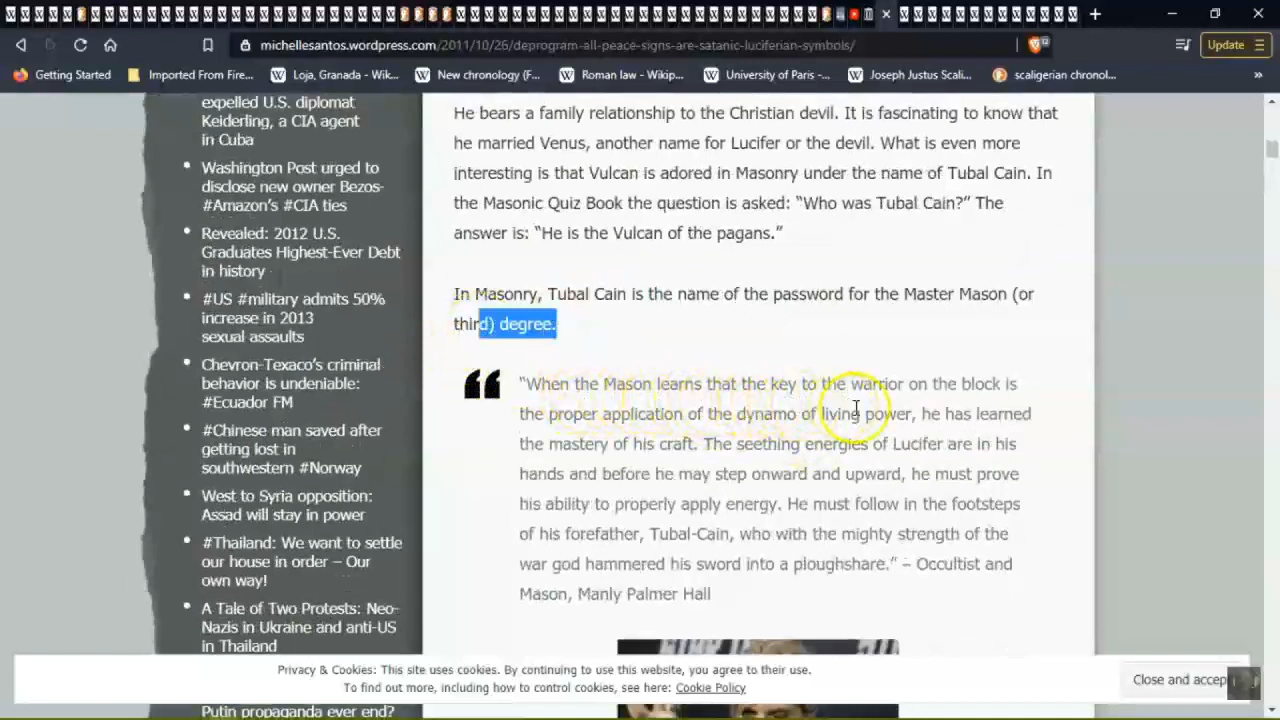 michellesantos.wordpress.com/2011/10/26/deprogram-all-peace-signs-are-satanic-luciferian-symbols/
12
Update
Getting Started
Imported From Fire...
Loja, Granada - Wik...
New chronology (F...
Roman law - Wikip...
University of Paris -...
Joseph Justus Scali...
scaligerian chronol...
»
expelled U.S. diplomat
Keiderling, a CIA agent
in Cuba
Washington Post urged to
disclose new owner Bezos-
#Amazon’s #CIA ties
Revealed: 2012 U.S.
Graduates Highest-Ever Debt
in history
#US #military admits 50%
increase in 2013
sexual assaults
Chevron-Texaco’s criminal
behavior is undeniable:
#Ecuador FM
#Chinese man saved after
getting lost in
southwestern #Norway
West to Syria opposition:
Assad will stay in power
#Thailand: We want to settle
our house in order – Our
own way!
A Tale of Two Protests: Neo-
Nazis in Ukraine and anti-US
in Thailand
Putin propaganda ever end?
He bears a family relationship to the Christian devil. It is fascinating to know that
he married Venus, another name for Lucifer or the devil. What is even more
interesting is that Vulcan is adored in Masonry under the name of Tubal Cain. In
the Masonic Quiz Book the question is asked: “Who was Tubal Cain?” The
answer is: “He is the Vulcan of the pagans.”
In Masonry, Tubal Cain is the name of the password for the Master Mason (or
third) degree.
“When the Mason learns that the key to the warrior on the block is
the proper application of the dynamo of living power, he has learned
the mastery of his craft. The seething energies of Lucifer are in his
hands and before he may step onward and upward, he must prove
his ability to properly apply energy. He must follow in the footsteps
of his forefather, Tubal-Cain, who with the mighty strength of the
war god hammered his sword into a ploughshare.” – Occultist and
Mason, Manly Palmer Hall
Privacy & Cookies: This site uses cookies. By continuing to use this website, you agree to their use.
To find out more, including how to control cookies, see here: Cookie Policy
Close and accep